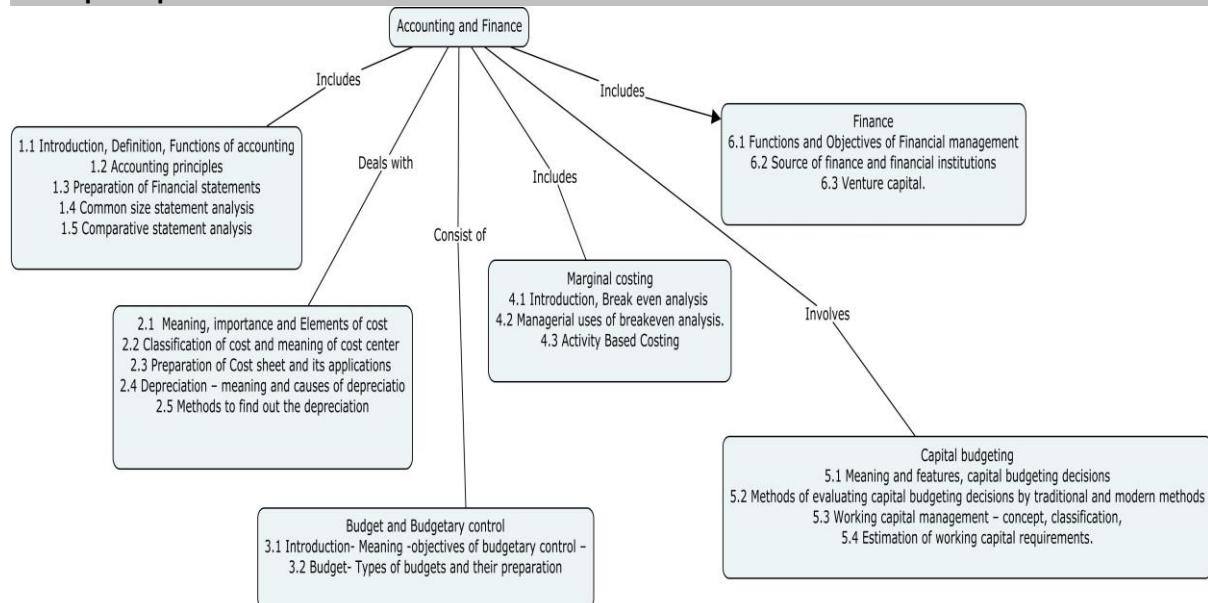 Accounting and Finance
Includes
1.1 Introduction, Definition, Functions of accounting
1.2 Accounting principles
1.3 Preparation of Financial statements
1.4 Common size statement analysis
1.5 Comparative statement analysis
Deals with
2.1 Meaning, importance and Elements of cost
2.2 Classification of cost and meaning of cost center
2.3 Preparation of Cost sheet and its applications
2.4 Depreciation – meaning and causes of depreciatio
2.5 Methods to find out the depreciation
Consist of
Budget and Budgetary control
3.1 Introduction- Meaning -objectives of budgetary control –
3.2 Budget- Types of budgets and their preparation
Includes
Marginal costing
4.1 Introduction, Break even analysis
4.2 Managerial uses of breakeven analysis.
4.3 Activity Based Costing
Involves
Capital budgeting
5.1 Meaning and features, capital budgeting decisions
5.2 Methods of evaluating capital budgeting decisions by traditional and modern methods
5.3 Working capital management – concept, classification,
5.4 Estimation of working capital requirements.
Includes
Finance
6.1 Functions and Objectives of Financial management
6.2 Source of finance and financial institutions
6.3 Venture capital.